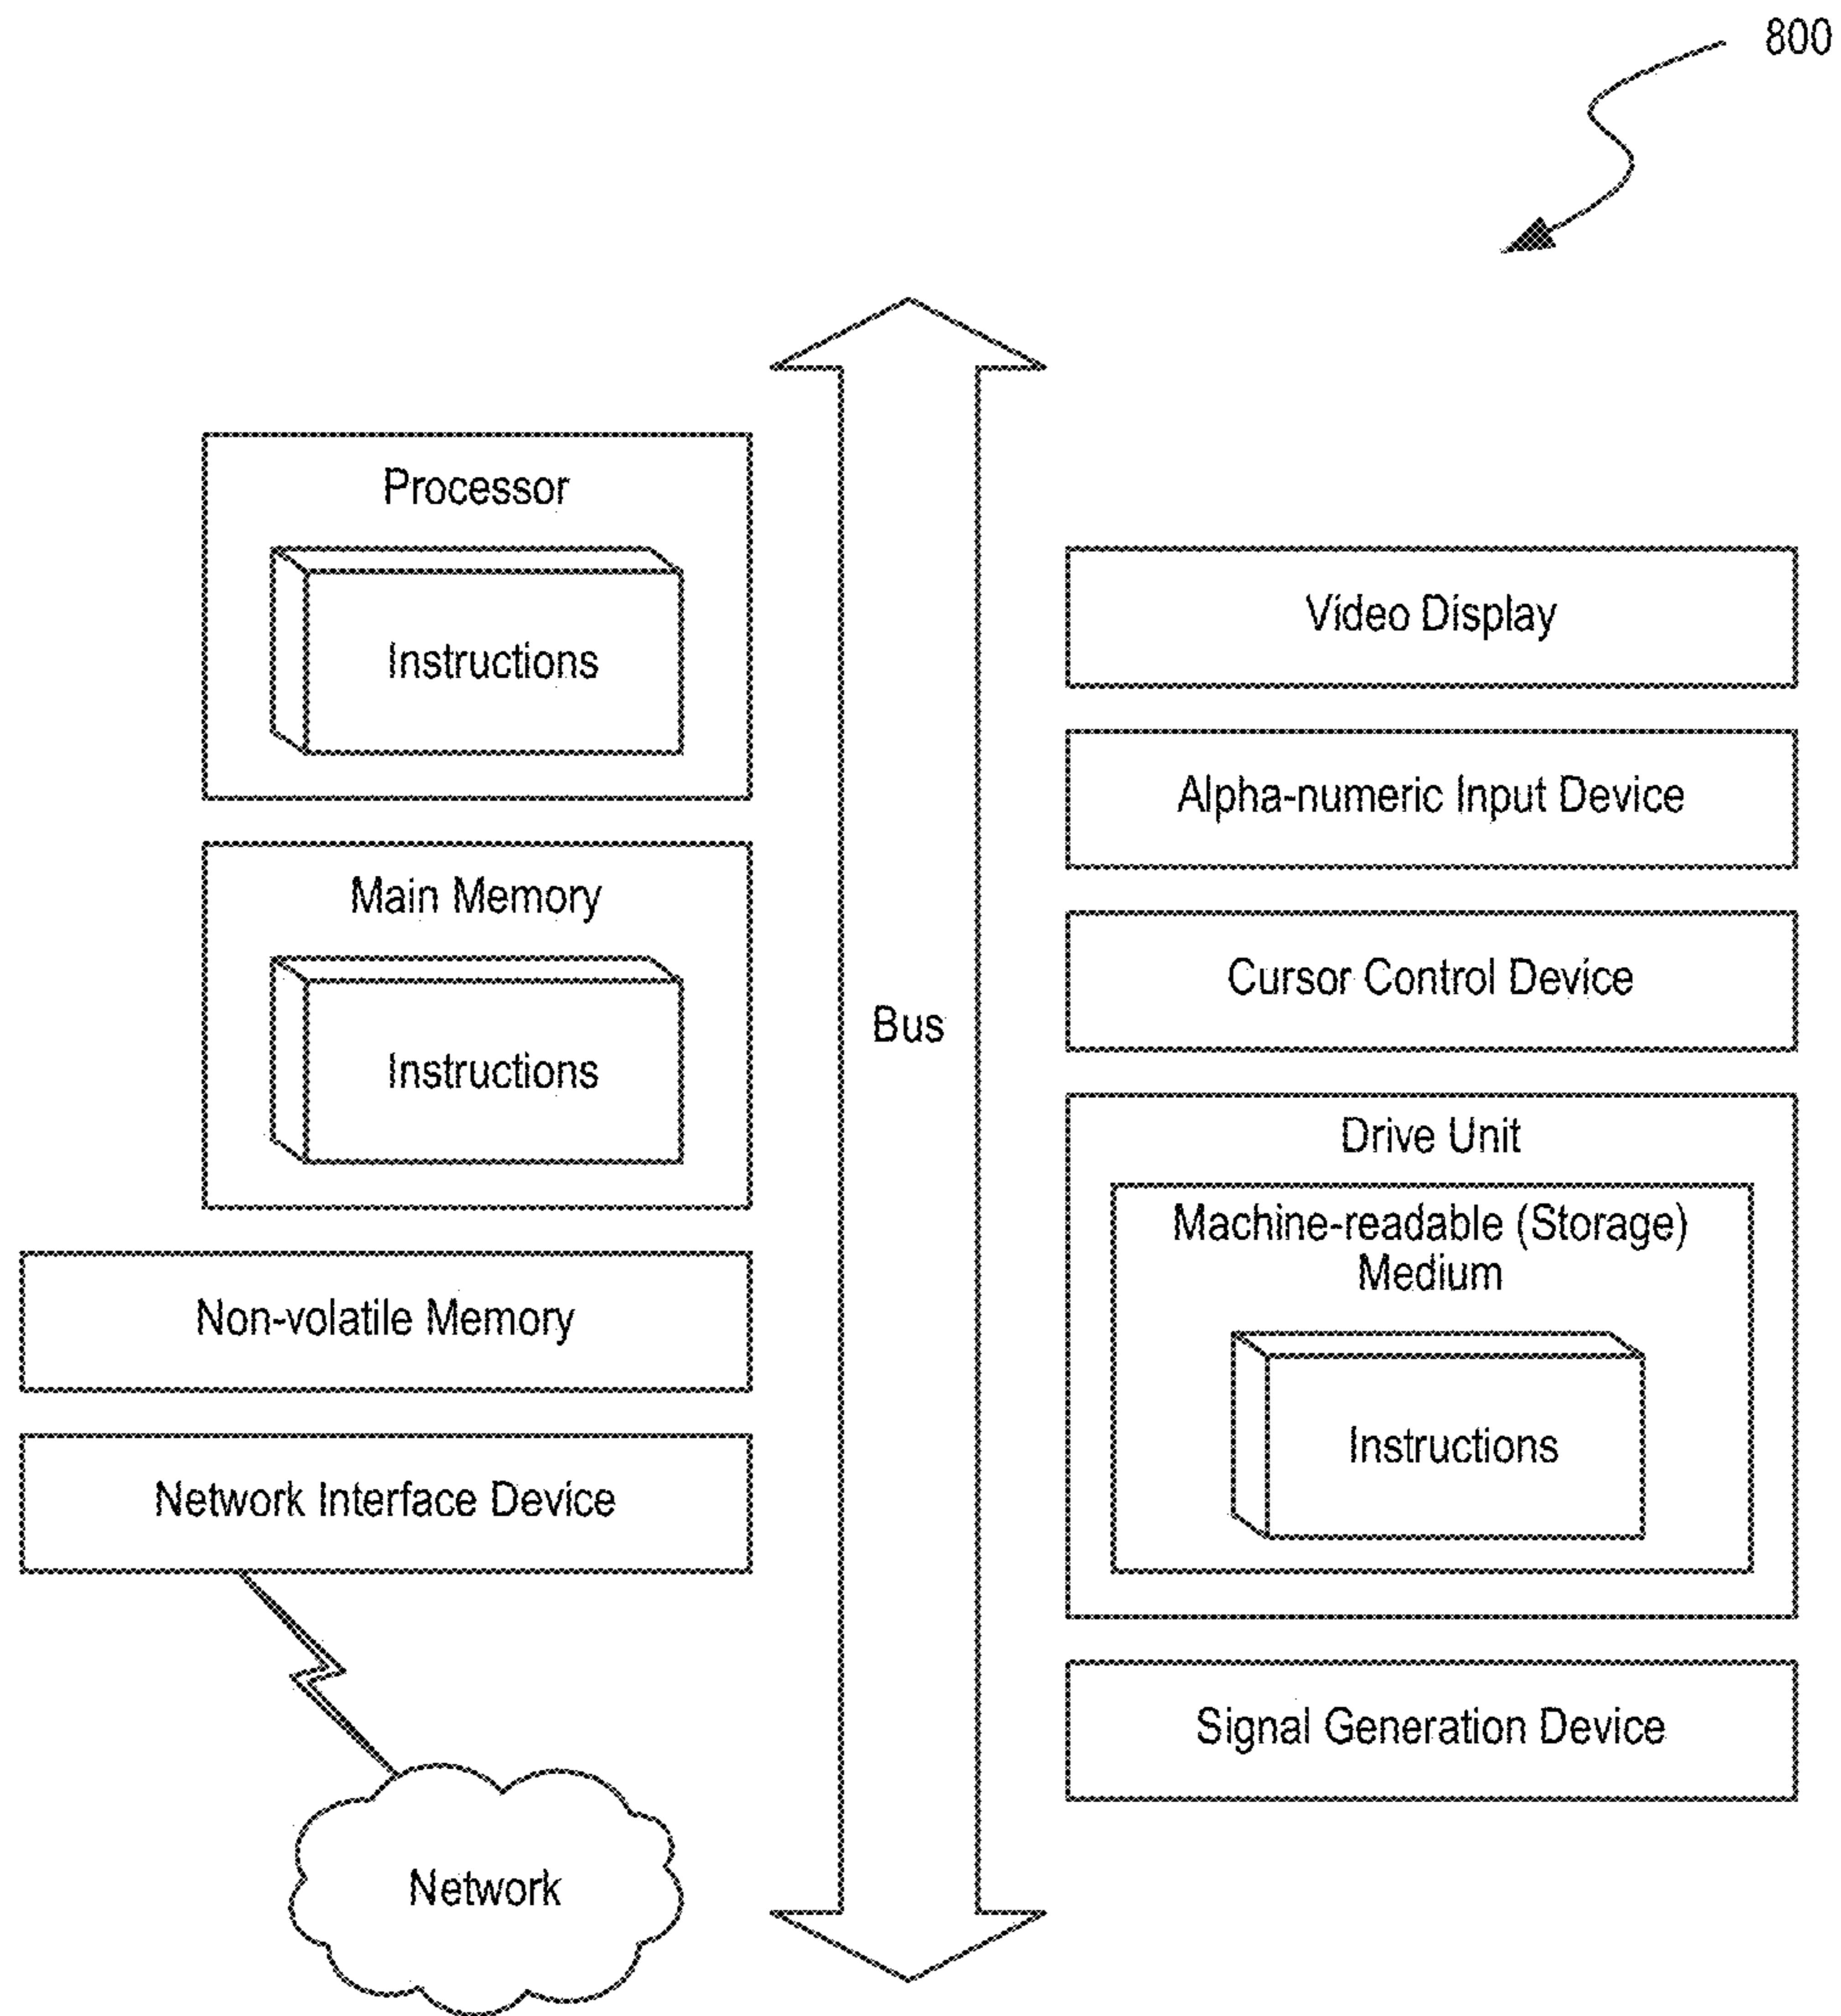 800
Processor
Instructions
Main Memory
Instructions
Non-volatile Memory
Network Interface Device
Network
Bus
Video Display
Alpha-numeric Input Device
Cursor Control Device
Drive Unit
Machine-readable (Storage)
Medium
Instructions
Signal Generation Device